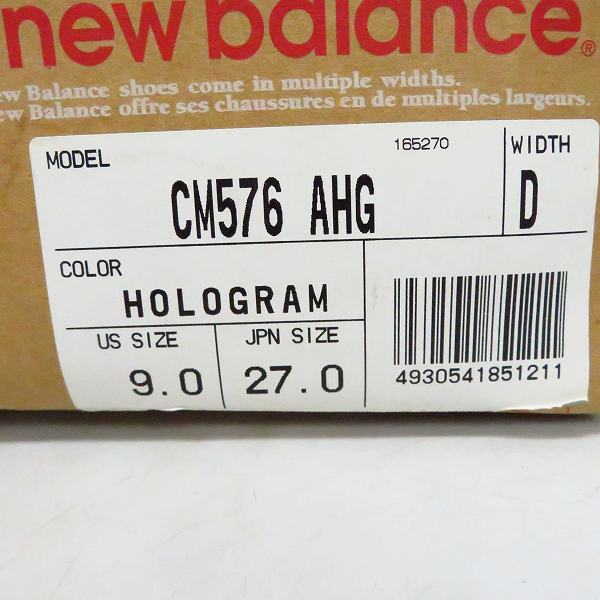 new balance®
ew Balance shoes come in multiple widths.
ew Balance offre ses chaussures en de multiples largeurs.
MODEL
165270
WIDTH
CM576 AHG
D
COLOR
HOLOGRAM
US SIZE
JPN SIZE
9.0
27.0
4930541851211